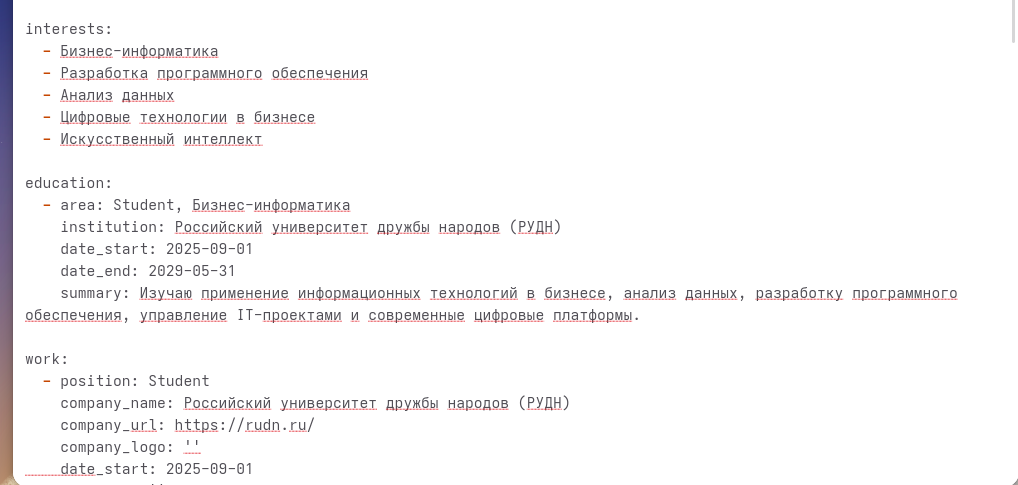 interests:
  - Бизнес-информатика
  - Разработка программного обеспечения
  - Анализ данных
  - Цифровые технологии в бизнесе
  - Искусственный интеллект

education:
  - area: Student, Бизнес-информатика
    institution: Российский университет дружбы народов (РУДН)
    date_start: 2025-09-01
    date_end: 2029-05-31
    summary: Изучаю применение информационных технологий в бизнесе, анализ данных, разработку программного
обеспечения, управление IT-проектами и современные цифровые платформы.

work:
  - position: Student
    company_name: Российский университет дружбы народов (РУДН)
    company_url: https://rudn.ru/
    company_logo: ''
    date_start: 2025-09-01